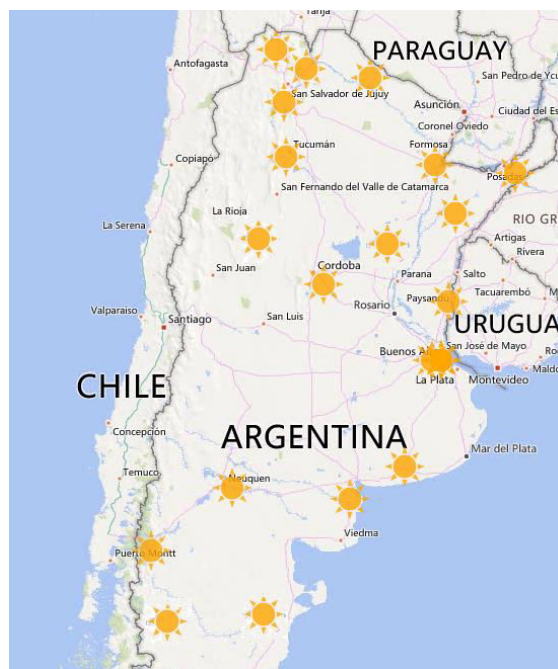 Tarija
PARAGUAY
Antofagasta
San Pedro de Ycu
San Salvador de Jujuy
Asunción
Ciudad del Es
Coronel Oviedo
Tucumán
Formosa
Copiapó
Posadas
San Fernando del Valle de Catamarca
La Rioja
RIO GR
La Serena
Artigas
Rivera
San Juan
Cordoba
Parana
Salto
Paysandu
Tacuarembó
Valparaiso
Rosario
Santiago
San Luis
URUGUA
Buenos Ai
San José de Mayo
Ro
CHILE
La Plata
Montevideo
Maldo
Concepción
ARGENTINA
Mar del Plata
Temuco
Neuquen
Viedma
Puerto Montt